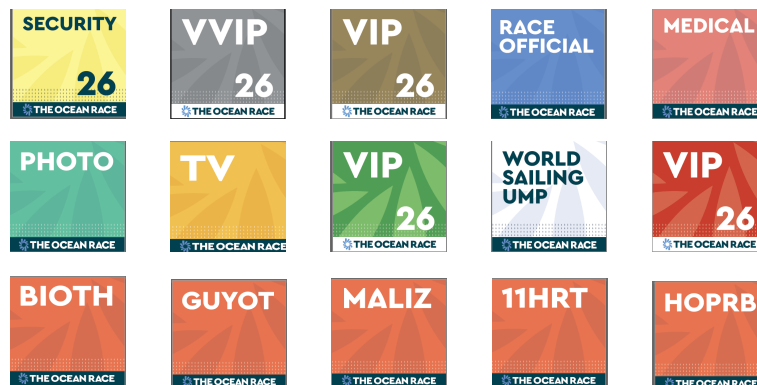 SECURITY
26
THE OCEAN RACE
VVIP
26
THE OCEAN RACE
VIP
26
THE OCEAN RACE
RACE
OFFICIAL
THE OCEAN RACE
MEDICAL
THE OCEAN RACE
PHOTO
THE OCEAN RACE
TV
THE OCEAN RACE
VIP
26
THE OCEAN RACE
WORLD
SAILING
UMP
THE OCEAN RACE
VIP
26
THE OCEAN RACE
BIOTH
THE OCEAN RACE
GUYOT
THE OCEAN RACE
MALIZ
THE OCEAN RACE
11HRT
THE OCEAN RACE
HOPRB
THE OCEAN RACE